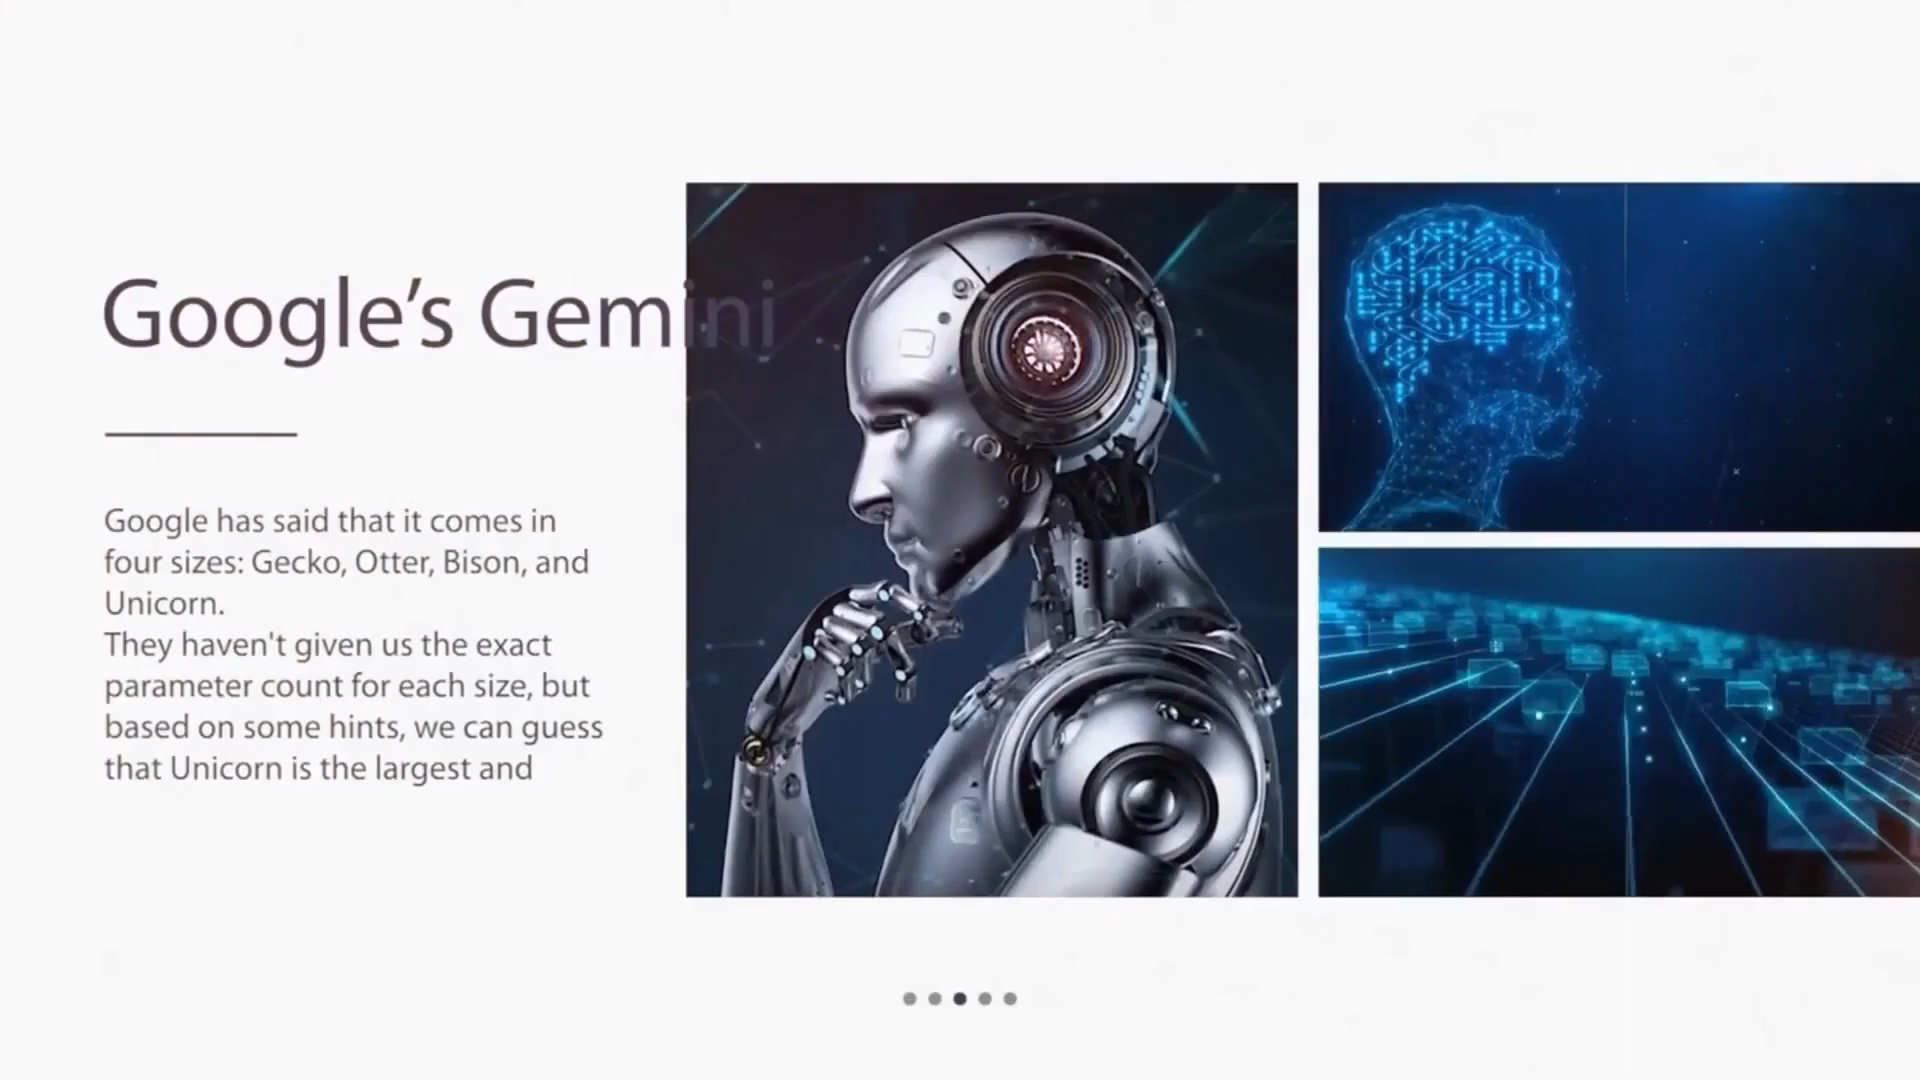 Google’s Gemini
Google has said that it comes in
four sizes: Gecko, Otter, Bison, and
Unicorn.
They haven't given us the exact
parameter count for each size, but
based on some hints, we can guess
that Unicorn is the largest and